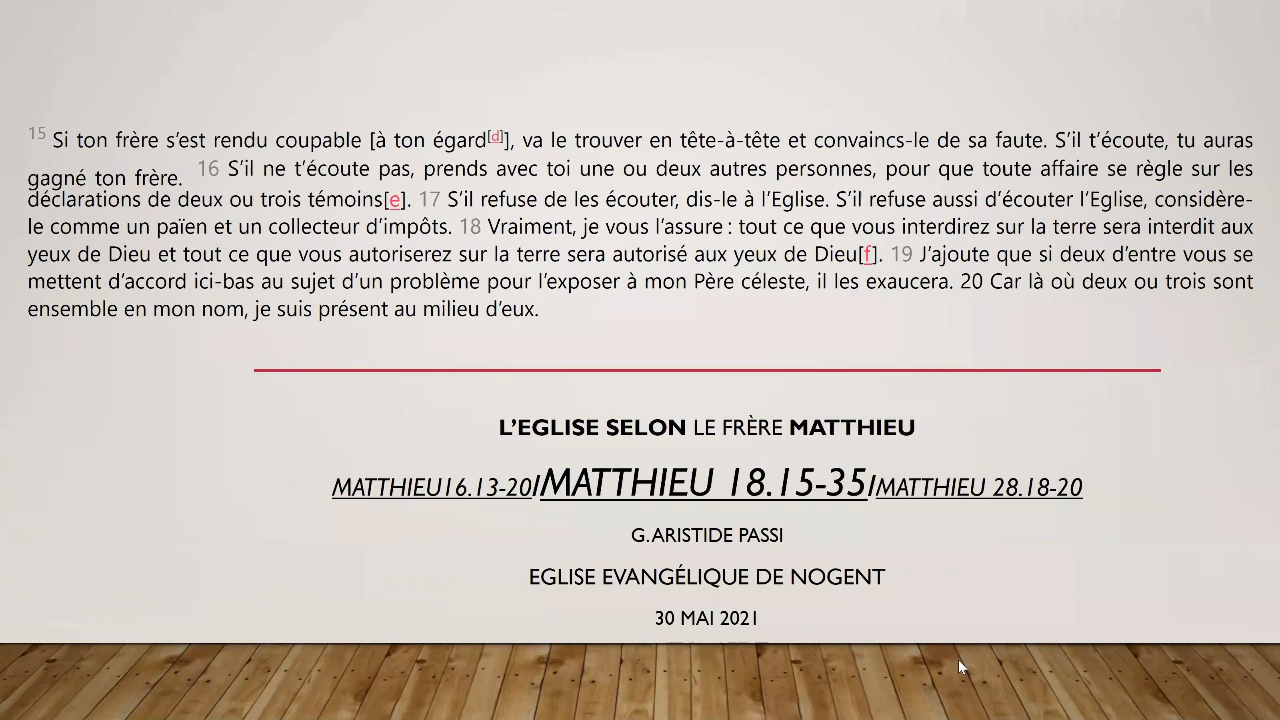 15 Si ton frère s’est rendu coupable [à ton égard[d]], va le trouver en tête-à-tête et convaincs-le de sa faute. S’il t’écoute, tu auras
gagné ton frère. 16 S’il ne t’écoute pas, prends avec toi une ou deux autres personnes, pour que toute affaire se règle sur les
déclarations de deux ou trois témoins[e]. 17 S’il refuse de les écouter, dis-le à l’Eglise. S’il refuse aussi d’écouter l’Eglise, considère-
le comme un païen et un collecteur d’impôts. 18 Vraiment, je vous l’assure : tout ce que vous interdirez sur la terre sera interdit aux
yeux de Dieu et tout ce que vous autoriserez sur la terre sera autorisé aux yeux de Dieu[f]. 19 J’ajoute que si deux d’entre vous se
mettent d’accord ici-bas au sujet d’un problème pour l’exposer à mon Père céleste, il les exaucera. 20 Car là où deux ou trois sont
ensemble en mon nom, je suis présent au milieu d’eux.
L’EGLISE SELON LE FRÈRE MATTHIEU
MATTHIEU16.13-20/MATTHIEU 18.15-35/MATTHIEU 28.18-20
G. ARISTIDE PASSI
EGLISE EVANGÉLIQUE DE NOGENT
30 MAI 2021